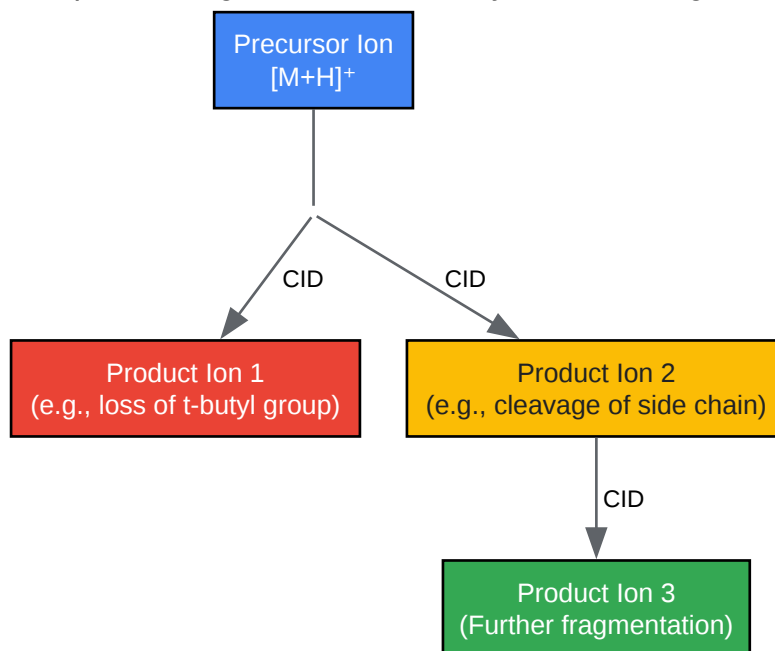 Precursor Ion
[M+H]⁺
CID
CID
Product Ion 1
(e.g., loss of t-butyl group)
Product Ion 2
(e.g., cleavage of side chain)
CID
Product Ion 3
(Further fragmentation)